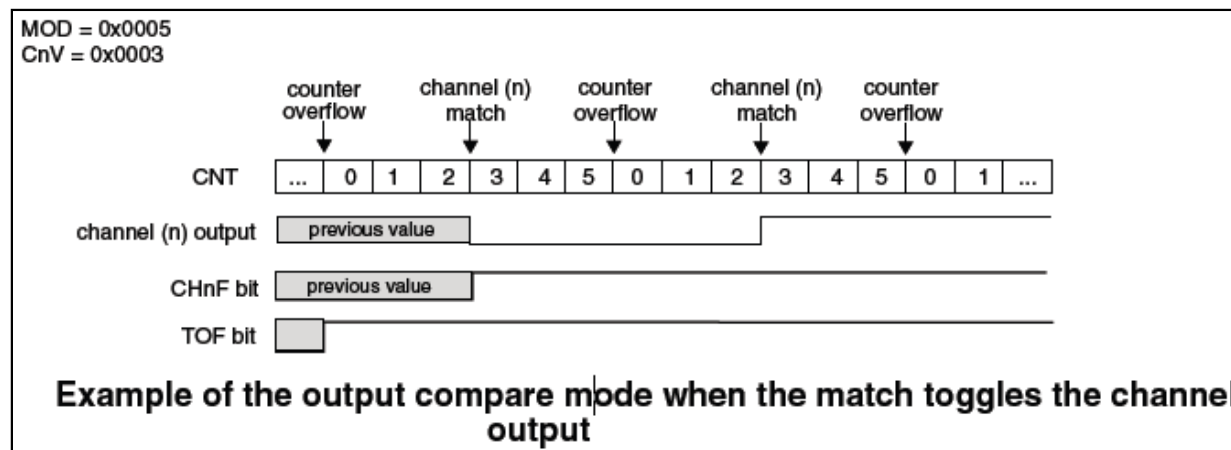 MOD = 0x0005
CnV = 0x0003
counter overflow
channel (n) match
counter overflow
channel (n) match
counter overflow
CNT ... 0 1 2 3 4 5 0 1 2 3 4 5 0 1 ...
channel (n) output previous value
CHnF bit previous value
TOF bit
Example of the output compare mode when the match toggles the channel
output